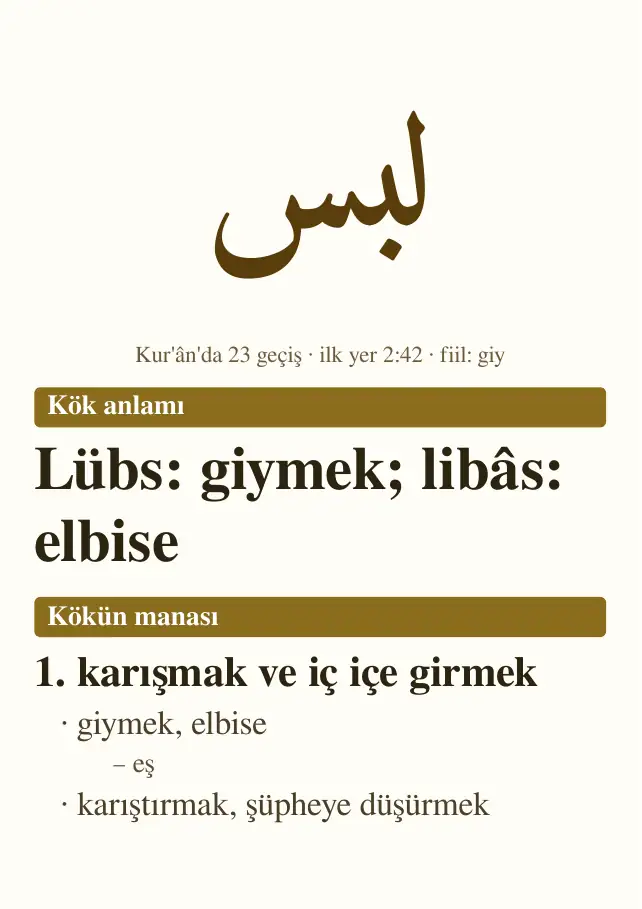 لبس
Kur'ân'da 23 geçiş · ilk yer 2:42 · fiil: giy
Kök anlamı
Lübs: giymek; libâs:
elbise
Kökün manası
1. karışmak ve iç içe girmek
· giymek, elbise
– eş
· karıştırmak, şüpheye düşürmek